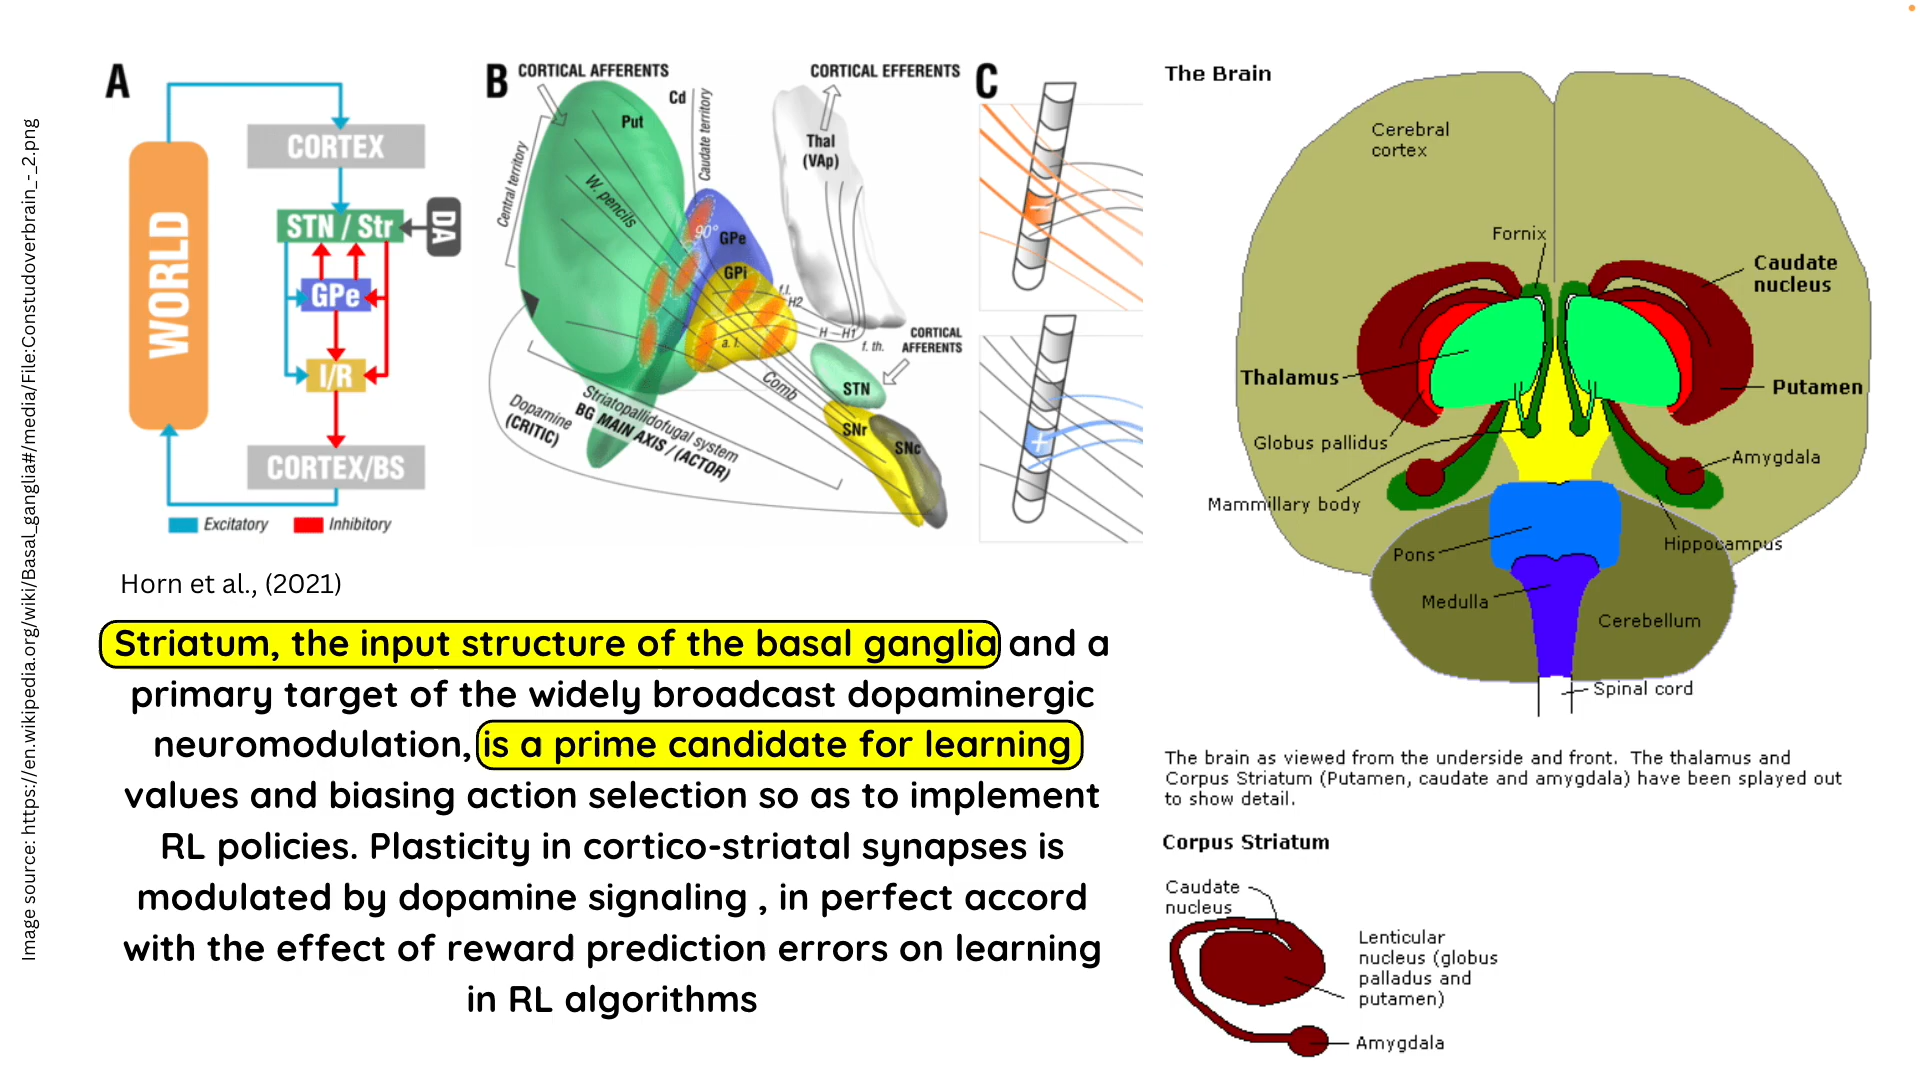 Image source: https://en.wikipedia.org/wiki/Basal_ganglia#/media/File:Constudoverbrain_-_2.png
A
WORLD
CORTEX
STN / Str
DA
GPe
I/R
CORTEX/BS
Excitatory
Inhibitory
B
CORTICAL AFFERENTS
CORTICAL EFFERENTS
Cd
Put
Caudate territory
Central territory
W. pencils
Thal
(VAp)
90°
GPe
GPi
f.l.
H2
H
H1
a. l.
f. th.
CORTICAL
AFFERENTS
Comb
STN
SNr
SNc
Striatopallidofugal system
BG MAIN AXIS / (ACTOR)
Dopamine
(CRITIC)
C
−
+
Horn et al., (2021)
Striatum, the input structure of the basal ganglia and a
primary target of the widely broadcast dopaminergic
neuromodulation, is a prime candidate for learning
values and biasing action selection so as to implement
RL policies. Plasticity in cortico-striatal synapses is
modulated by dopamine signaling , in perfect accord
with the effect of reward prediction errors on learning
in RL algorithms
The Brain
Cerebral
cortex
Fornix
Caudate
nucleus
Thalamus
Putamen
Globus pallidus
Amygdala
Mammillary body
Hippocampus
Pons
Medulla
Cerebellum
Spinal cord
The brain as viewed from the underside and front. The thalamus and
Corpus Striatum (Putamen, caudate and amygdala) have been splayed out
to show detail.
Corpus Striatum
Caudate
nucleus
Lenticular
nucleus (globus
palladus and
putamen)
Amygdala